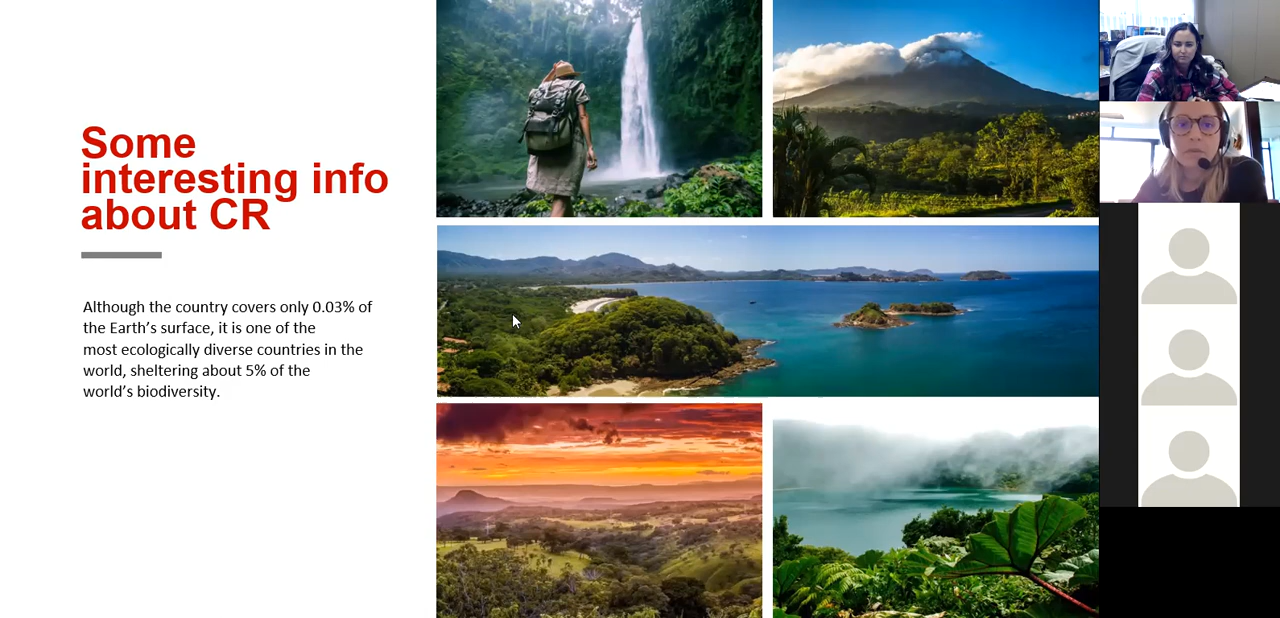 Some
interesting info
about CR
Although the country covers only 0.03% of
the Earth’s surface, it is one of the
most ecologically diverse countries in the
world, sheltering about 5% of the
world’s biodiversity.